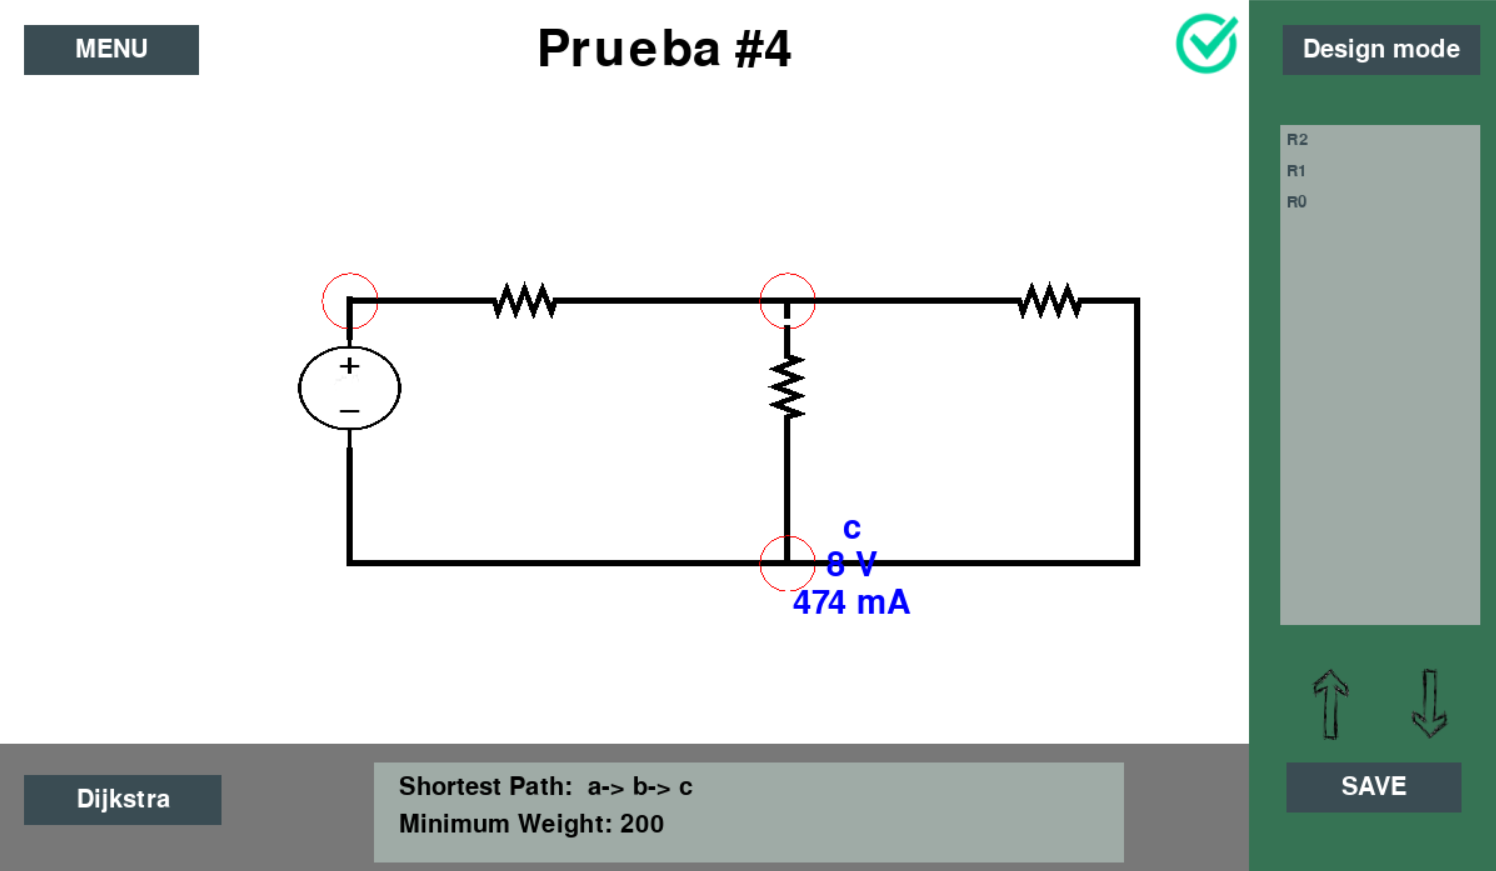 MENU
Prueba #4
Design mode
R2
R1
R0
+
−
c
8 V
474 mA
Dijkstra
Shortest Path:  a-> b-> c
Minimum Weight: 200
SAVE